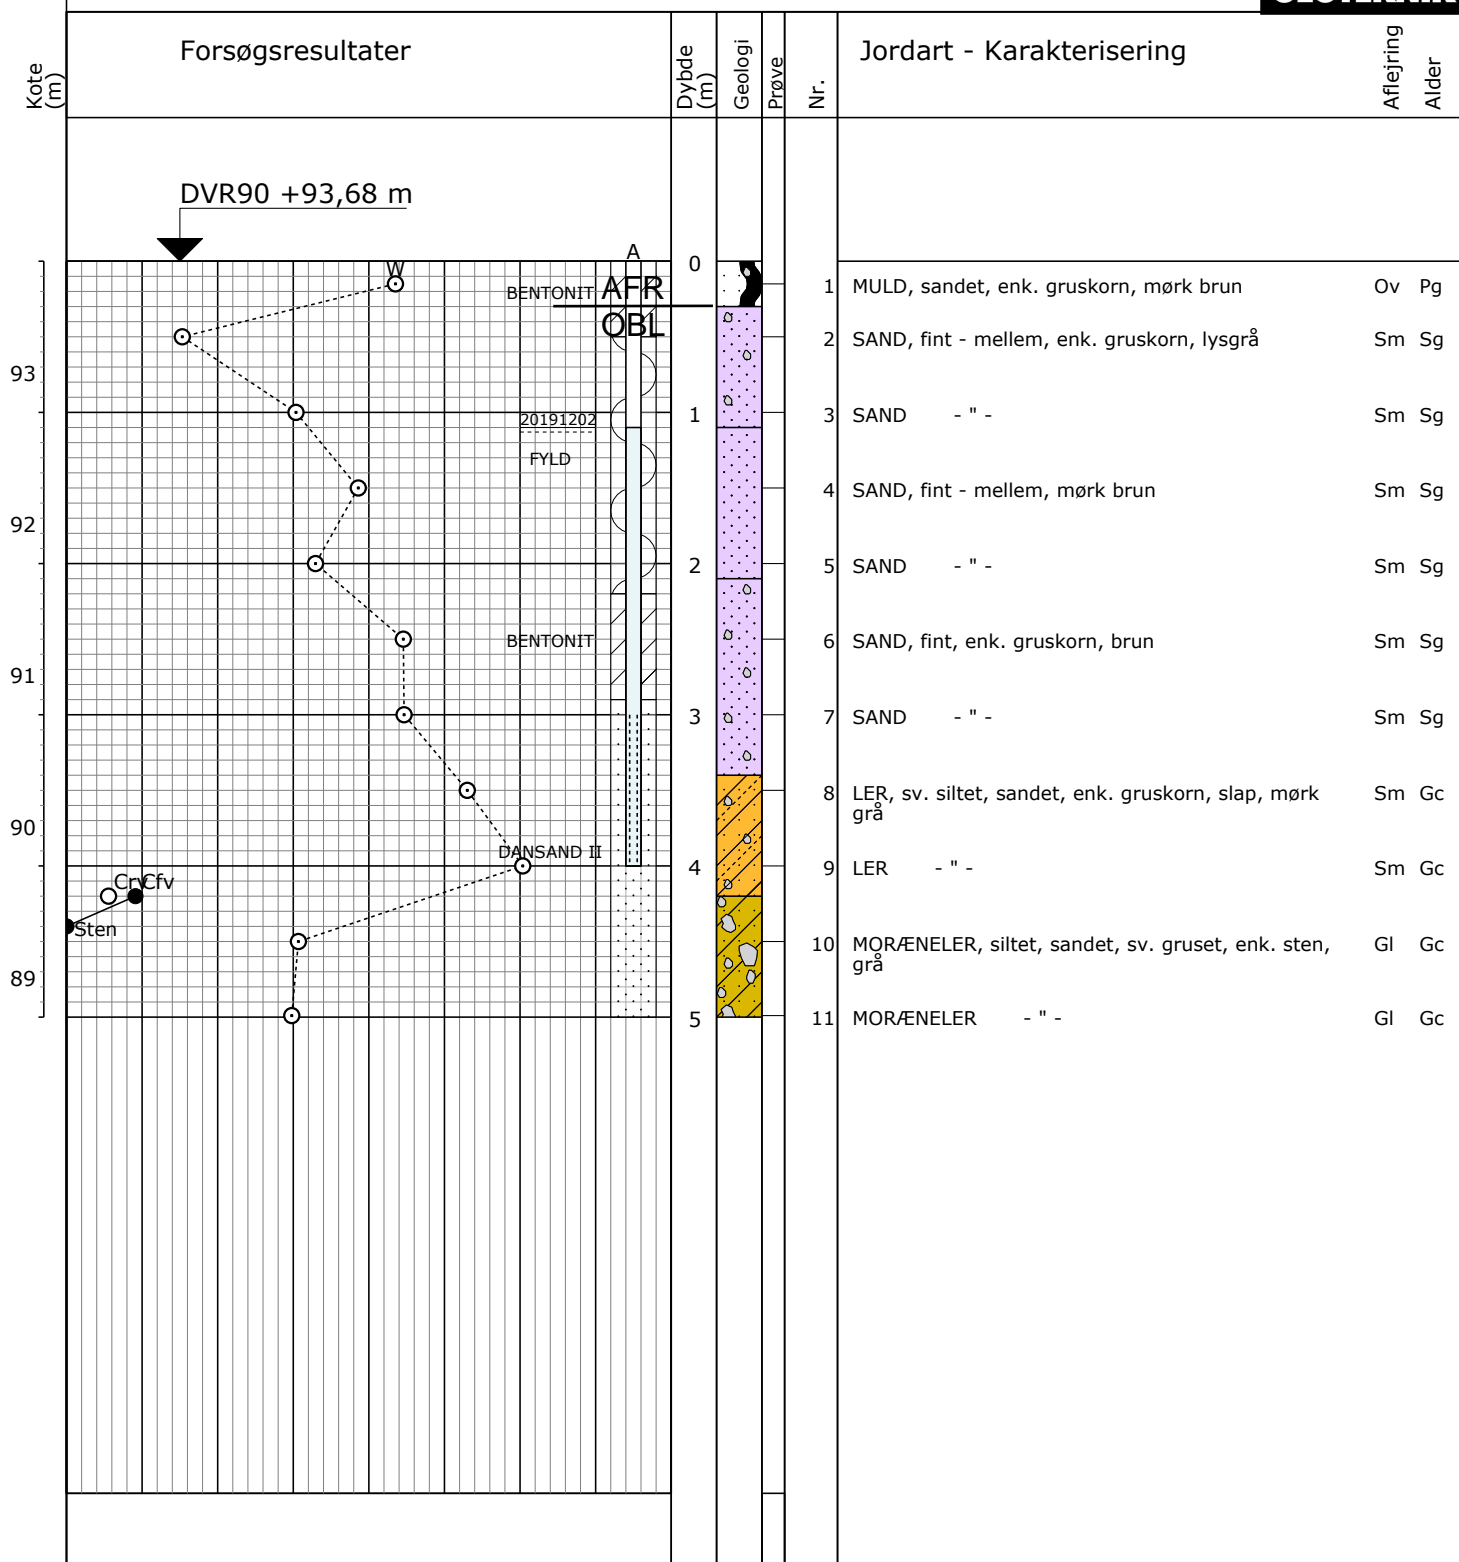 Kote (m)
Forsøgsresultater
Dybde (m)
Geologi
Prøve
Nr.
Jordart - Karakterisering
Aflejring
Alder
DVR90 +93,68 m
A
W
0
BENTONIT AFR
1 MULD, sandet, enk. gruskorn, mørk brun Ov Pg
OBL
2 SAND, fint - mellem, enk. gruskorn, lysgrå Sm Sg
93
20191202
1
3 SAND - " - Sm Sg
FYLD
4 SAND, fint - mellem, mørk brun Sm Sg
92
2
5 SAND - " - Sm Sg
BENTONIT
6 SAND, fint, enk. gruskorn, brun Sm Sg
91
3
7 SAND - " - Sm Sg
8 LER, sv. siltet, sandet, enk. gruskorn, slap, mørk Sm Gc
grå
90
DANSAND II
4
9 LER - " - Sm Gc
Crv Cfv
Sten
10 MORÆNELER, siltet, sandet, sv. gruset, enk. sten, Gl Gc
grå
89
5
11 MORÆNELER - " - Gl Gc